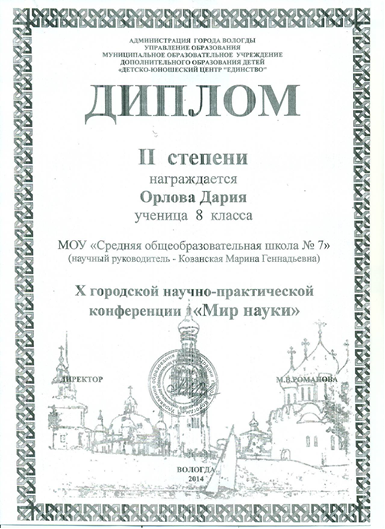 АДМИНИСТРАЦИЯ ГОРОДА ВОЛОГДЫ
УПРАВЛЕНИЕ ОБРАЗОВАНИЯ
МУНИЦИПАЛЬНОЕ ОБРАЗОВАТЕЛЬНОЕ УЧРЕЖДЕНИЕ
ДОПОЛНИТЕЛЬНОГО ОБРАЗОВАНИЯ ДЕТЕЙ
«ДЕТСКО-ЮНОШЕСКИЙ ЦЕНТР "ЕДИНСТВО"
ДИПЛОМ
II степени
награждается
Орлова Дария
ученица 8 класса
МОУ «Средняя общеобразовательная школа № 7»
(научный руководитель - Кованская Марина Геннадьевна)
X городской научно-практической
конференции «Мир науки»
ДИРЕКТОР М.В.РОМАНОВА
ВОЛОГДА
2014